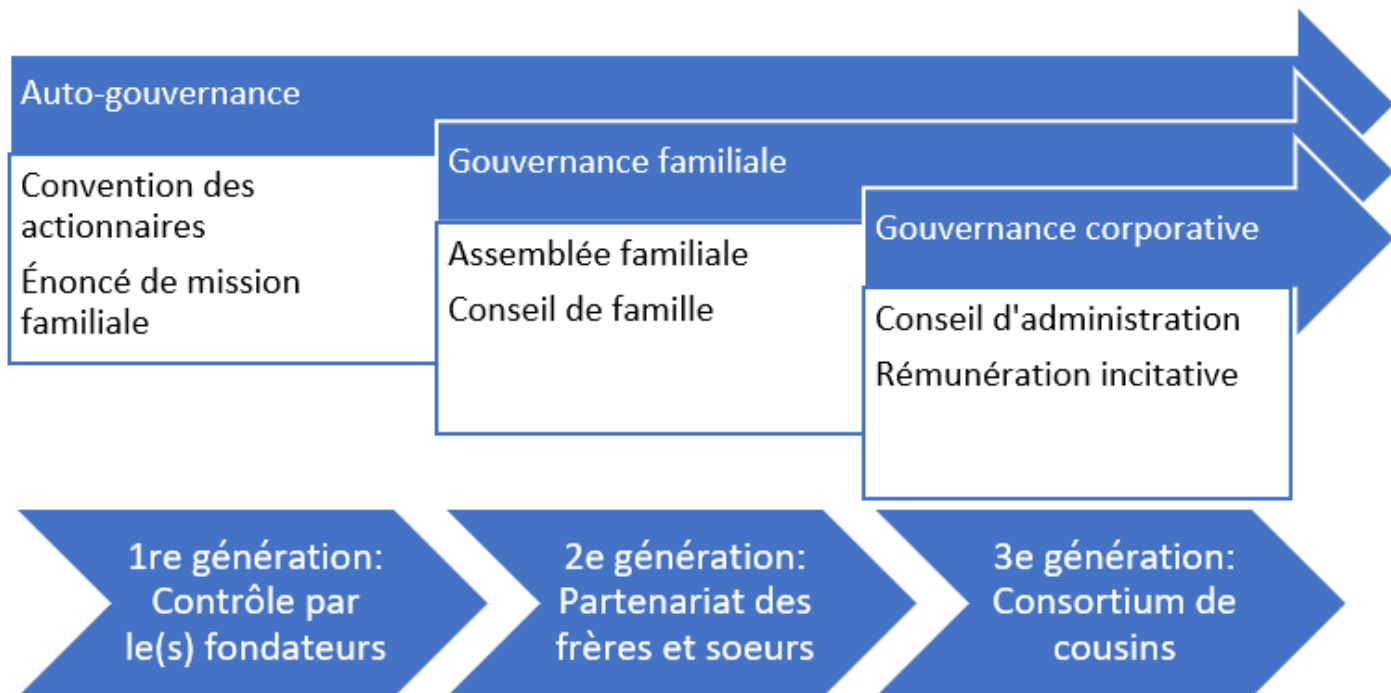 Auto-gouvernance
Convention des
actionnaires
Énoncé de mission
familiale
Gouvernance familiale
Assemblée familiale
Conseil de famille
Gouvernance corporative
Conseil d'administration
Rémunération incitative
1re génération:
Contrôle par
le(s) fondateurs
2e génération:
Partenariat des
frères et soeurs
3e génération:
Consortium de
cousins